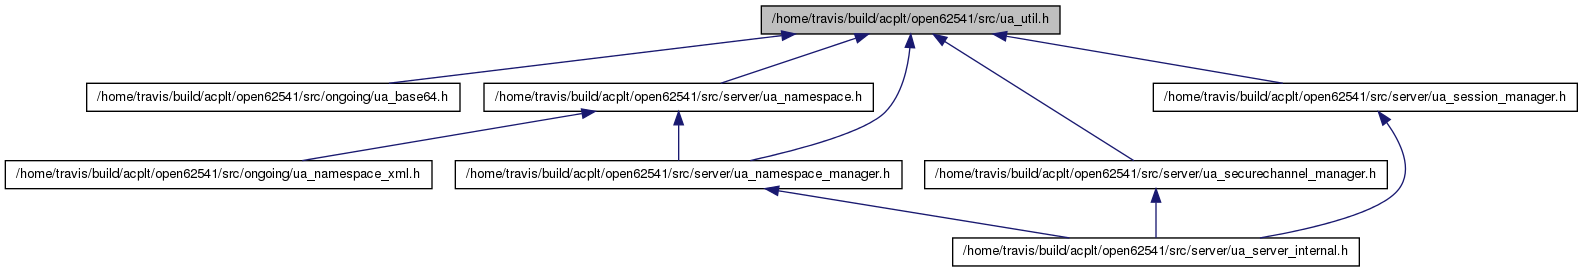 /home/travis/build/acplt/open62541/src/ua_util.h
/home/travis/build/acplt/open62541/src/ongoing/ua_base64.h
/home/travis/build/acplt/open62541/src/server/ua_namespace.h
/home/travis/build/acplt/open62541/src/server/ua_session_manager.h
/home/travis/build/acplt/open62541/src/ongoing/ua_namespace_xml.h
/home/travis/build/acplt/open62541/src/server/ua_namespace_manager.h
/home/travis/build/acplt/open62541/src/server/ua_securechannel_manager.h
/home/travis/build/acplt/open62541/src/server/ua_server_internal.h